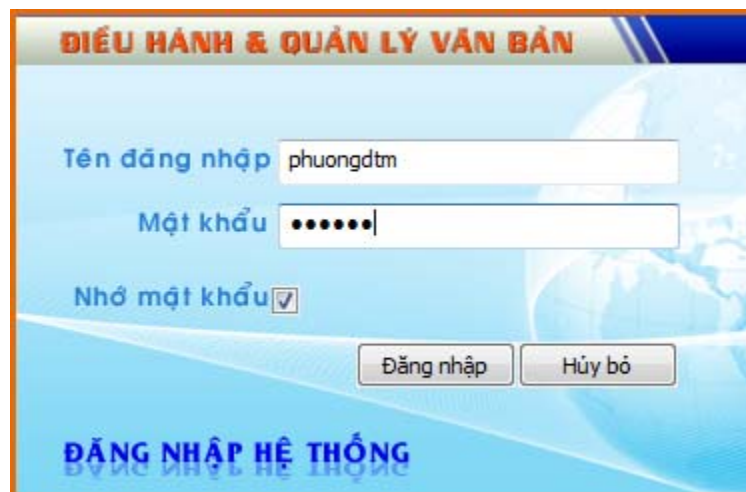 ĐIỀU HÀNH & QUẢN LÝ VĂN BẢN
Tên đăng nhập phuongdtm
Mật khẩu ••••••
Nhớ mật khẩu
Đăng nhập Hủy bỏ
ĐĂNG NHẬP HỆ THỐNG